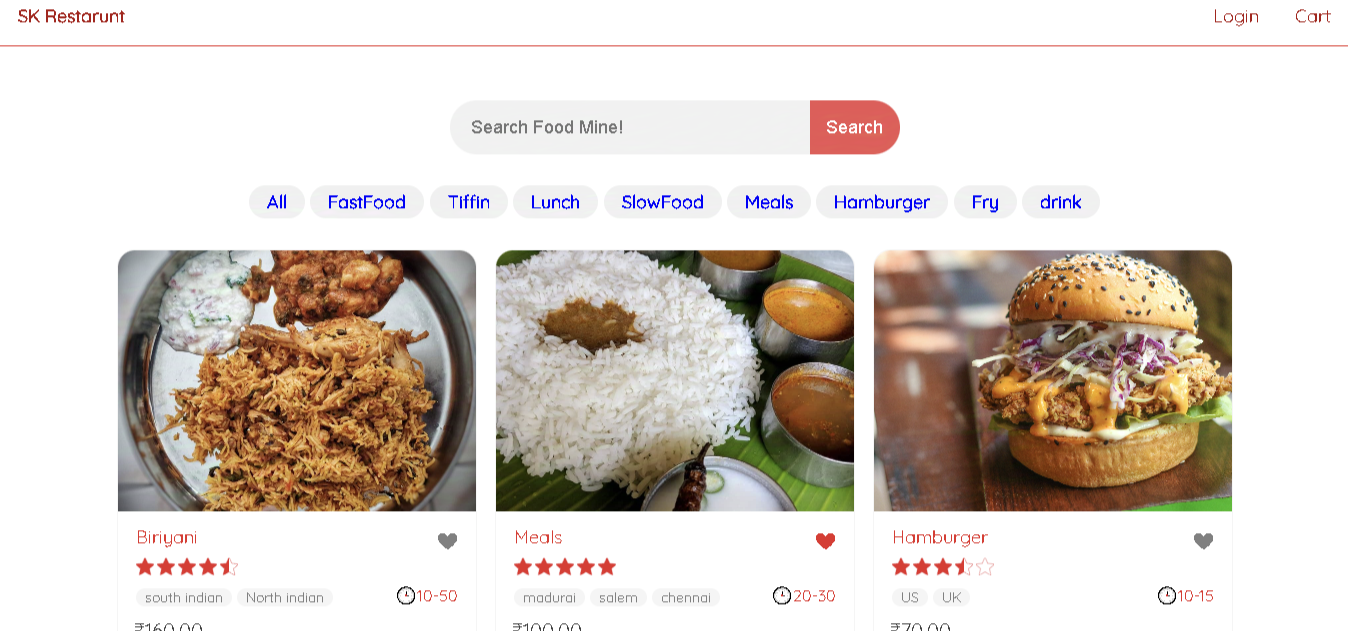 SK Restarunt Login Cart
Search Food Mine! Search
All FastFood Tiffin Lunch SlowFood Meals Hamburger Fry drink
Biriyani
Meals
Hamburger
south indian North indian 10-50
madurai salem chennai 20-30
US UK 10-15
₹160.00
₹100.00
₹70.00